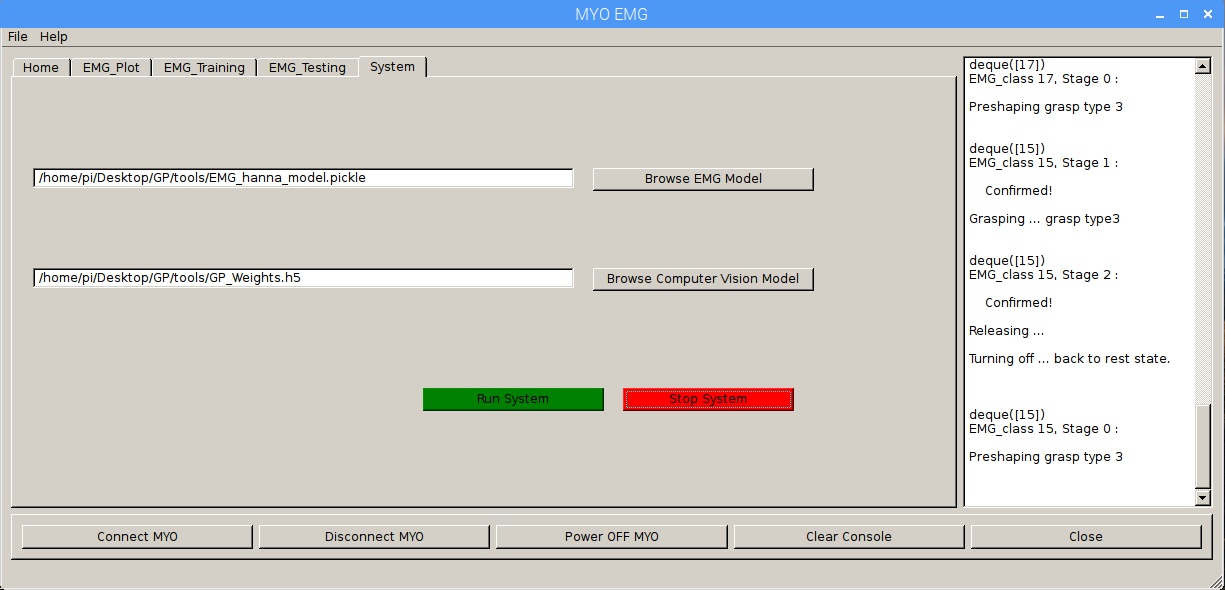 MYO EMG
File Help
Home EMG_Plot EMG_Training EMG_Testing System
/home/pi/Desktop/GP/tools/EMG_hanna_model.pickle
Browse EMG Model
/home/pi/Desktop/GP/tools/GP_Weights.h5
Browse Computer Vision Model
Run System Stop System
deque([17])
EMG_class 17, Stage 0 :
Preshaping grasp type 3
deque([15])
EMG_class 15, Stage 1 :
Confirmed!
Grasping ... grasp type3
deque([15])
EMG_class 15, Stage 2 :
Confirmed!
Releasing ...
Turning off ... back to rest state.
deque([15])
EMG_class 15, Stage 0 :
Preshaping grasp type 3
Connect MYO Disconnect MYO Power OFF MYO Clear Console Close